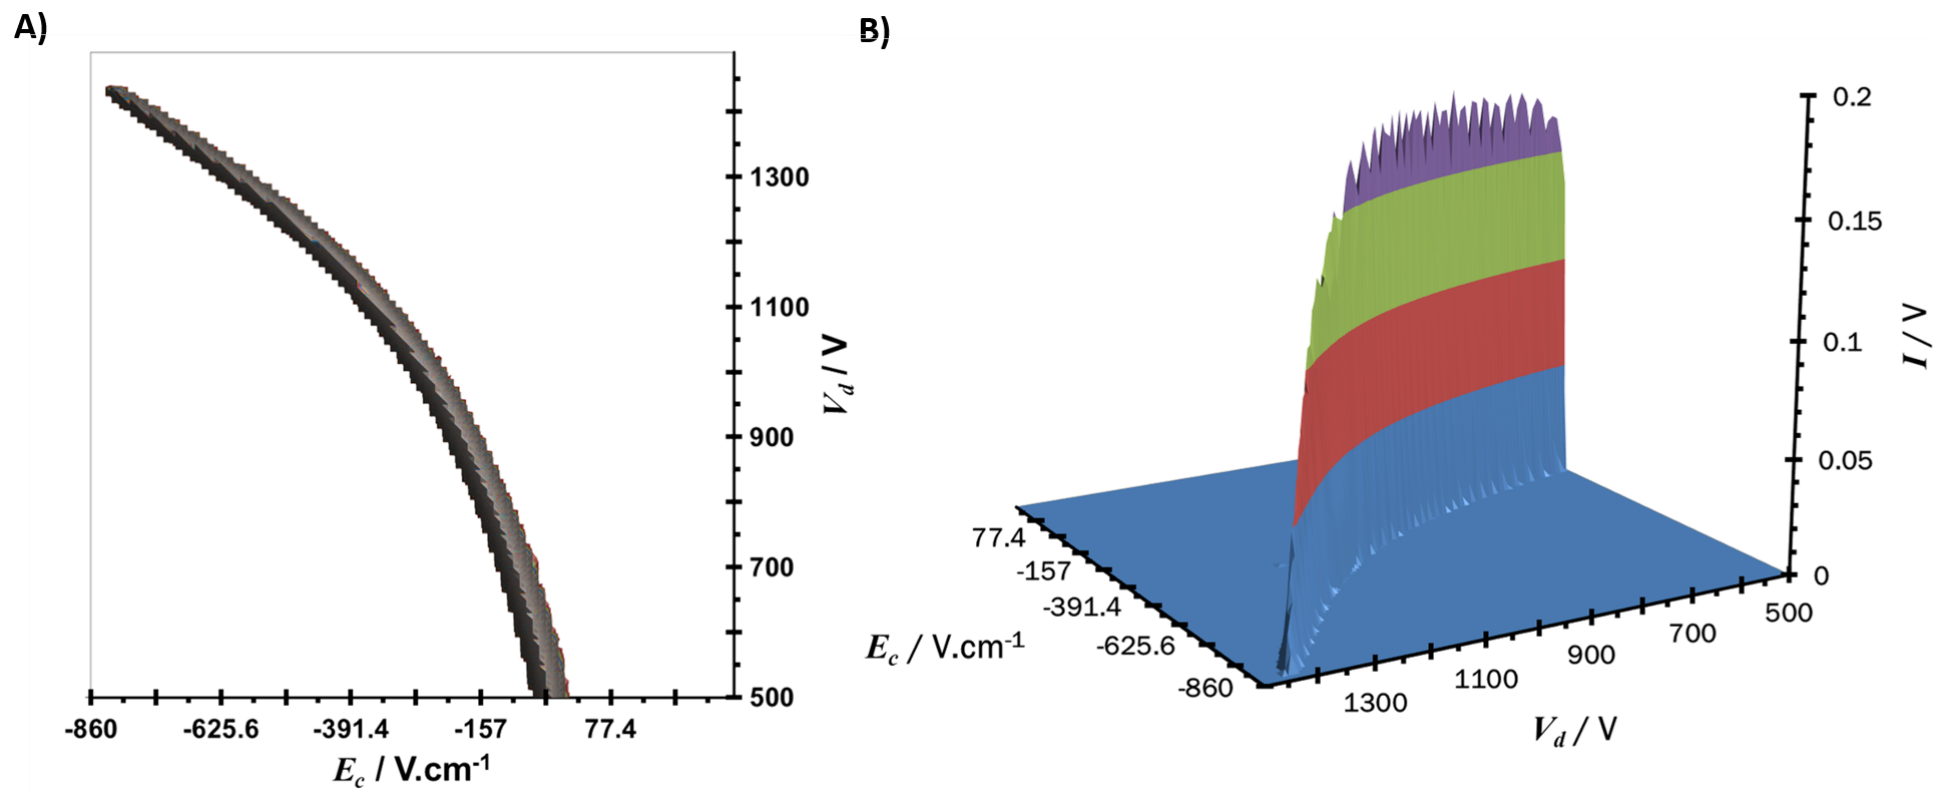 A)
1300
1100
900
700
500
V_d / V
-860 -625.6 -391.4 -157 77.4
E_c / V.cm^-1
B)
0.2
0.15
0.1
0.05
0
I / V
77.4
-157
-391.4
-625.6
-860
E_c / V.cm^-1
1300 1100 900 700 500
V_d / V